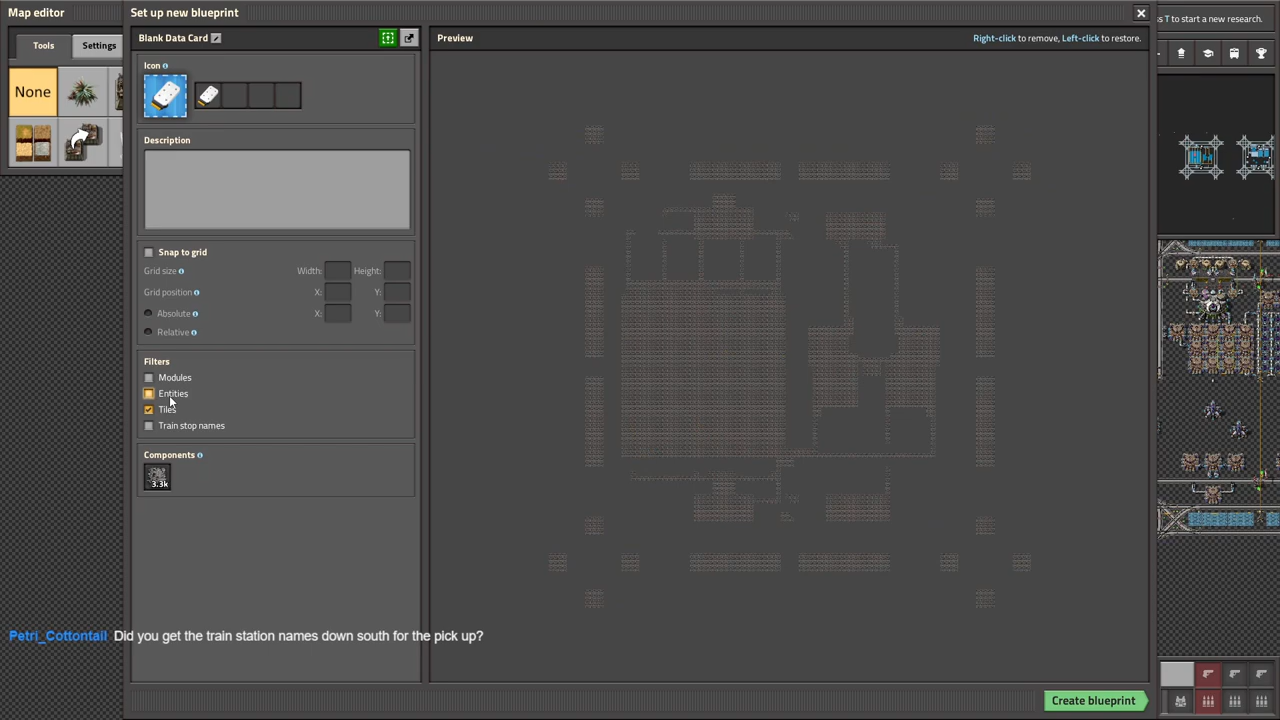 Map editor
Set up new blueprint
ss T to start a new research.
Tools
Settings
Blank Data Card
Preview
Right-click to remove, Left-click to restore.
Icon
None
Description
Snap to grid
Grid size
Width:
Height:
Grid position
X:
Y:
Absolute
X:
Y:
Relative
Filters
Modules
Entities
Tiles
Train stop names
Components
3.3k
Petri_Cottontail Did you get the train station names down south for the pick up?
Create blueprint